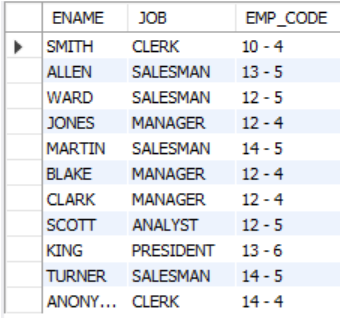 ENAME JOB EMP_CODE
SMITH CLERK 10 - 4
ALLEN SALESMAN 13 - 5
WARD SALESMAN 12 - 5
JONES MANAGER 12 - 4
MARTIN SALESMAN 14 - 5
BLAKE MANAGER 12 - 4
CLARK MANAGER 12 - 4
SCOTT ANALYST 12 - 5
KING PRESIDENT 13 - 6
TURNER SALESMAN 14 - 5
ANONY... CLERK 14 - 4